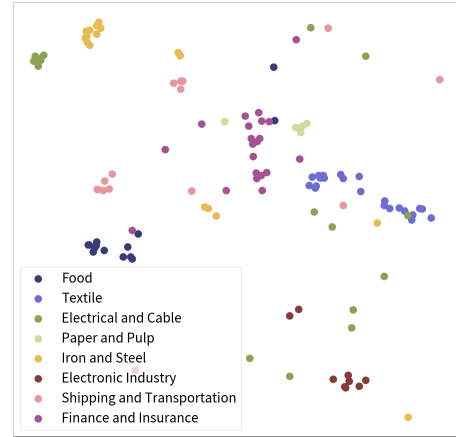 Food
Textile
Electrical and Cable
Paper and Pulp
Iron and Steel
Electronic Industry
Shipping and Transportation
Finance and Insurance